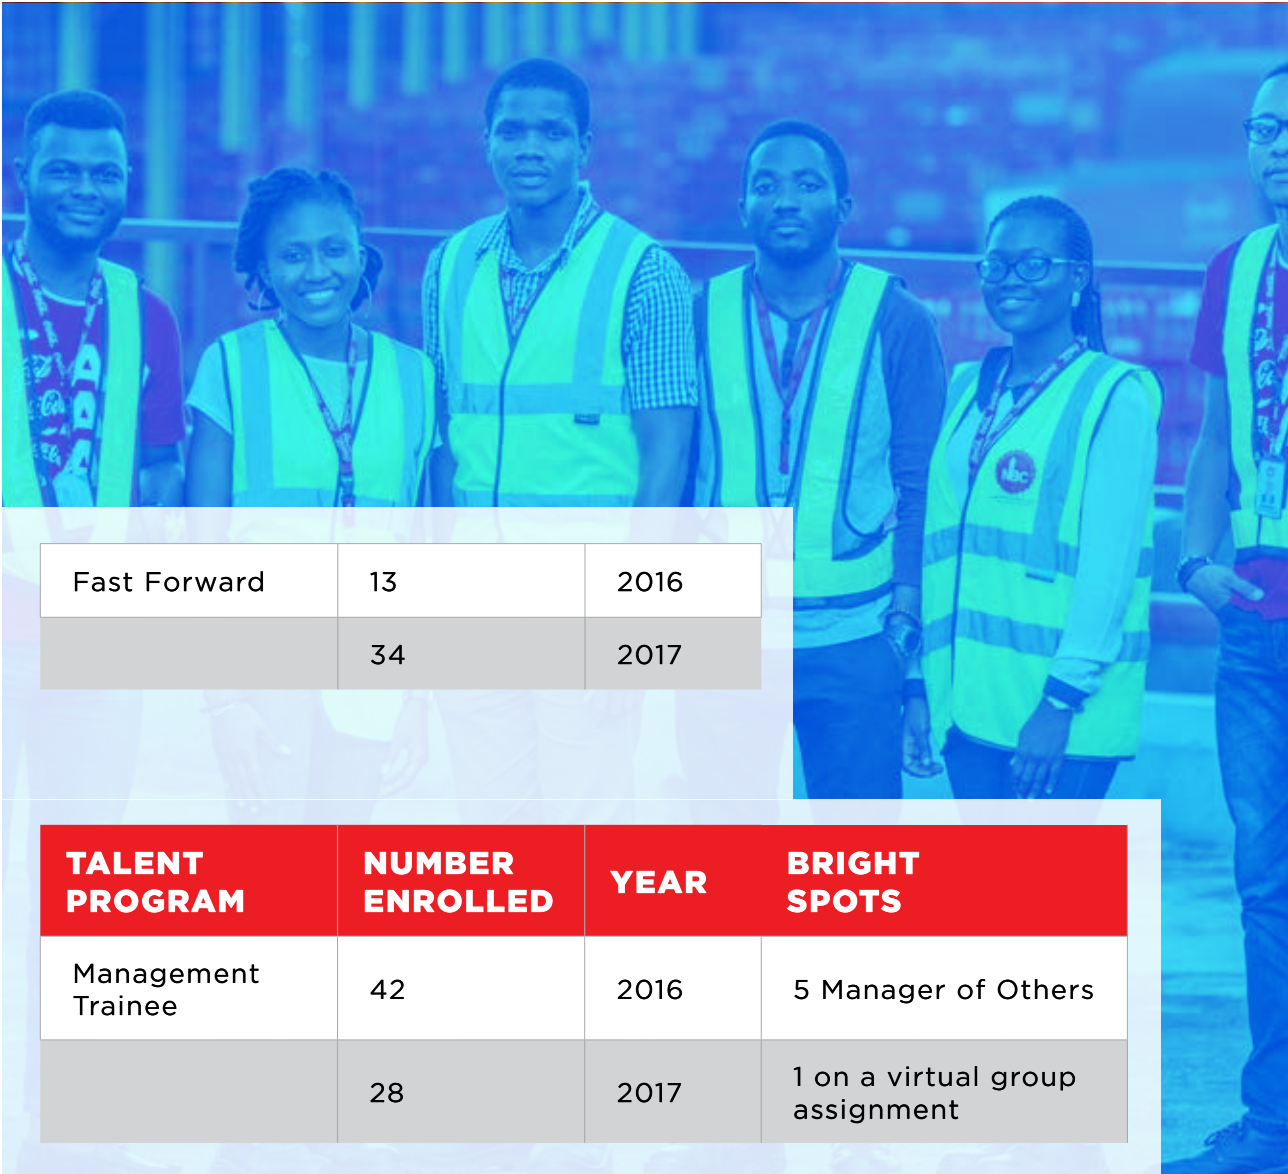 Fast Forward 13 2016
34 2017
TALENT PROGRAM NUMBER ENROLLED YEAR BRIGHT SPOTS
Management Trainee 42 2016 5 Manager of Others
28 2017 1 on a virtual group assignment
NBC